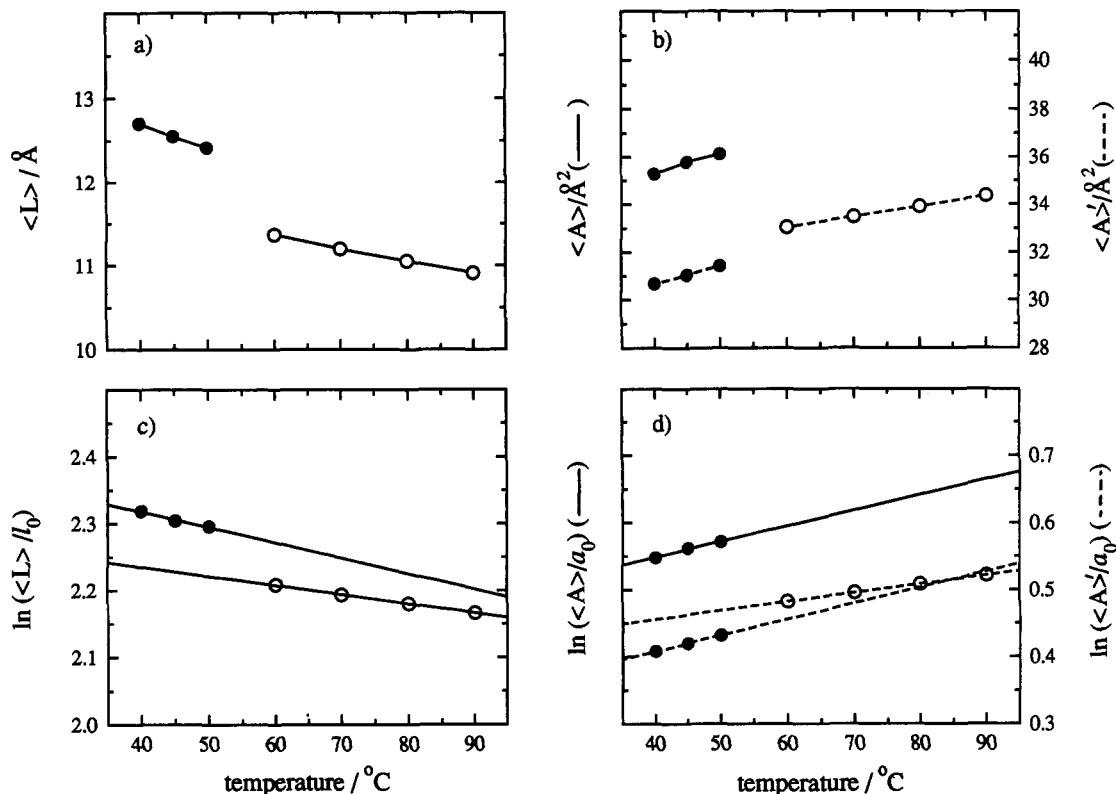 a)
13
12
11
10
<L> / Å
b)
36
34
32
30
28
40
38
<A>/Å²(——)
<A>'/Å²(----)
c)
2.4
2.3
2.2
2.1
2.0
ln (<L> /l₀)
40 50 60 70 80 90
temperature / °C
d)
0.7
0.6
0.5
0.4
0.3
ln (<A>/a₀) (——)
ln (<A>'/a₀) (----)
40 50 60 70 80 90
temperature / °C